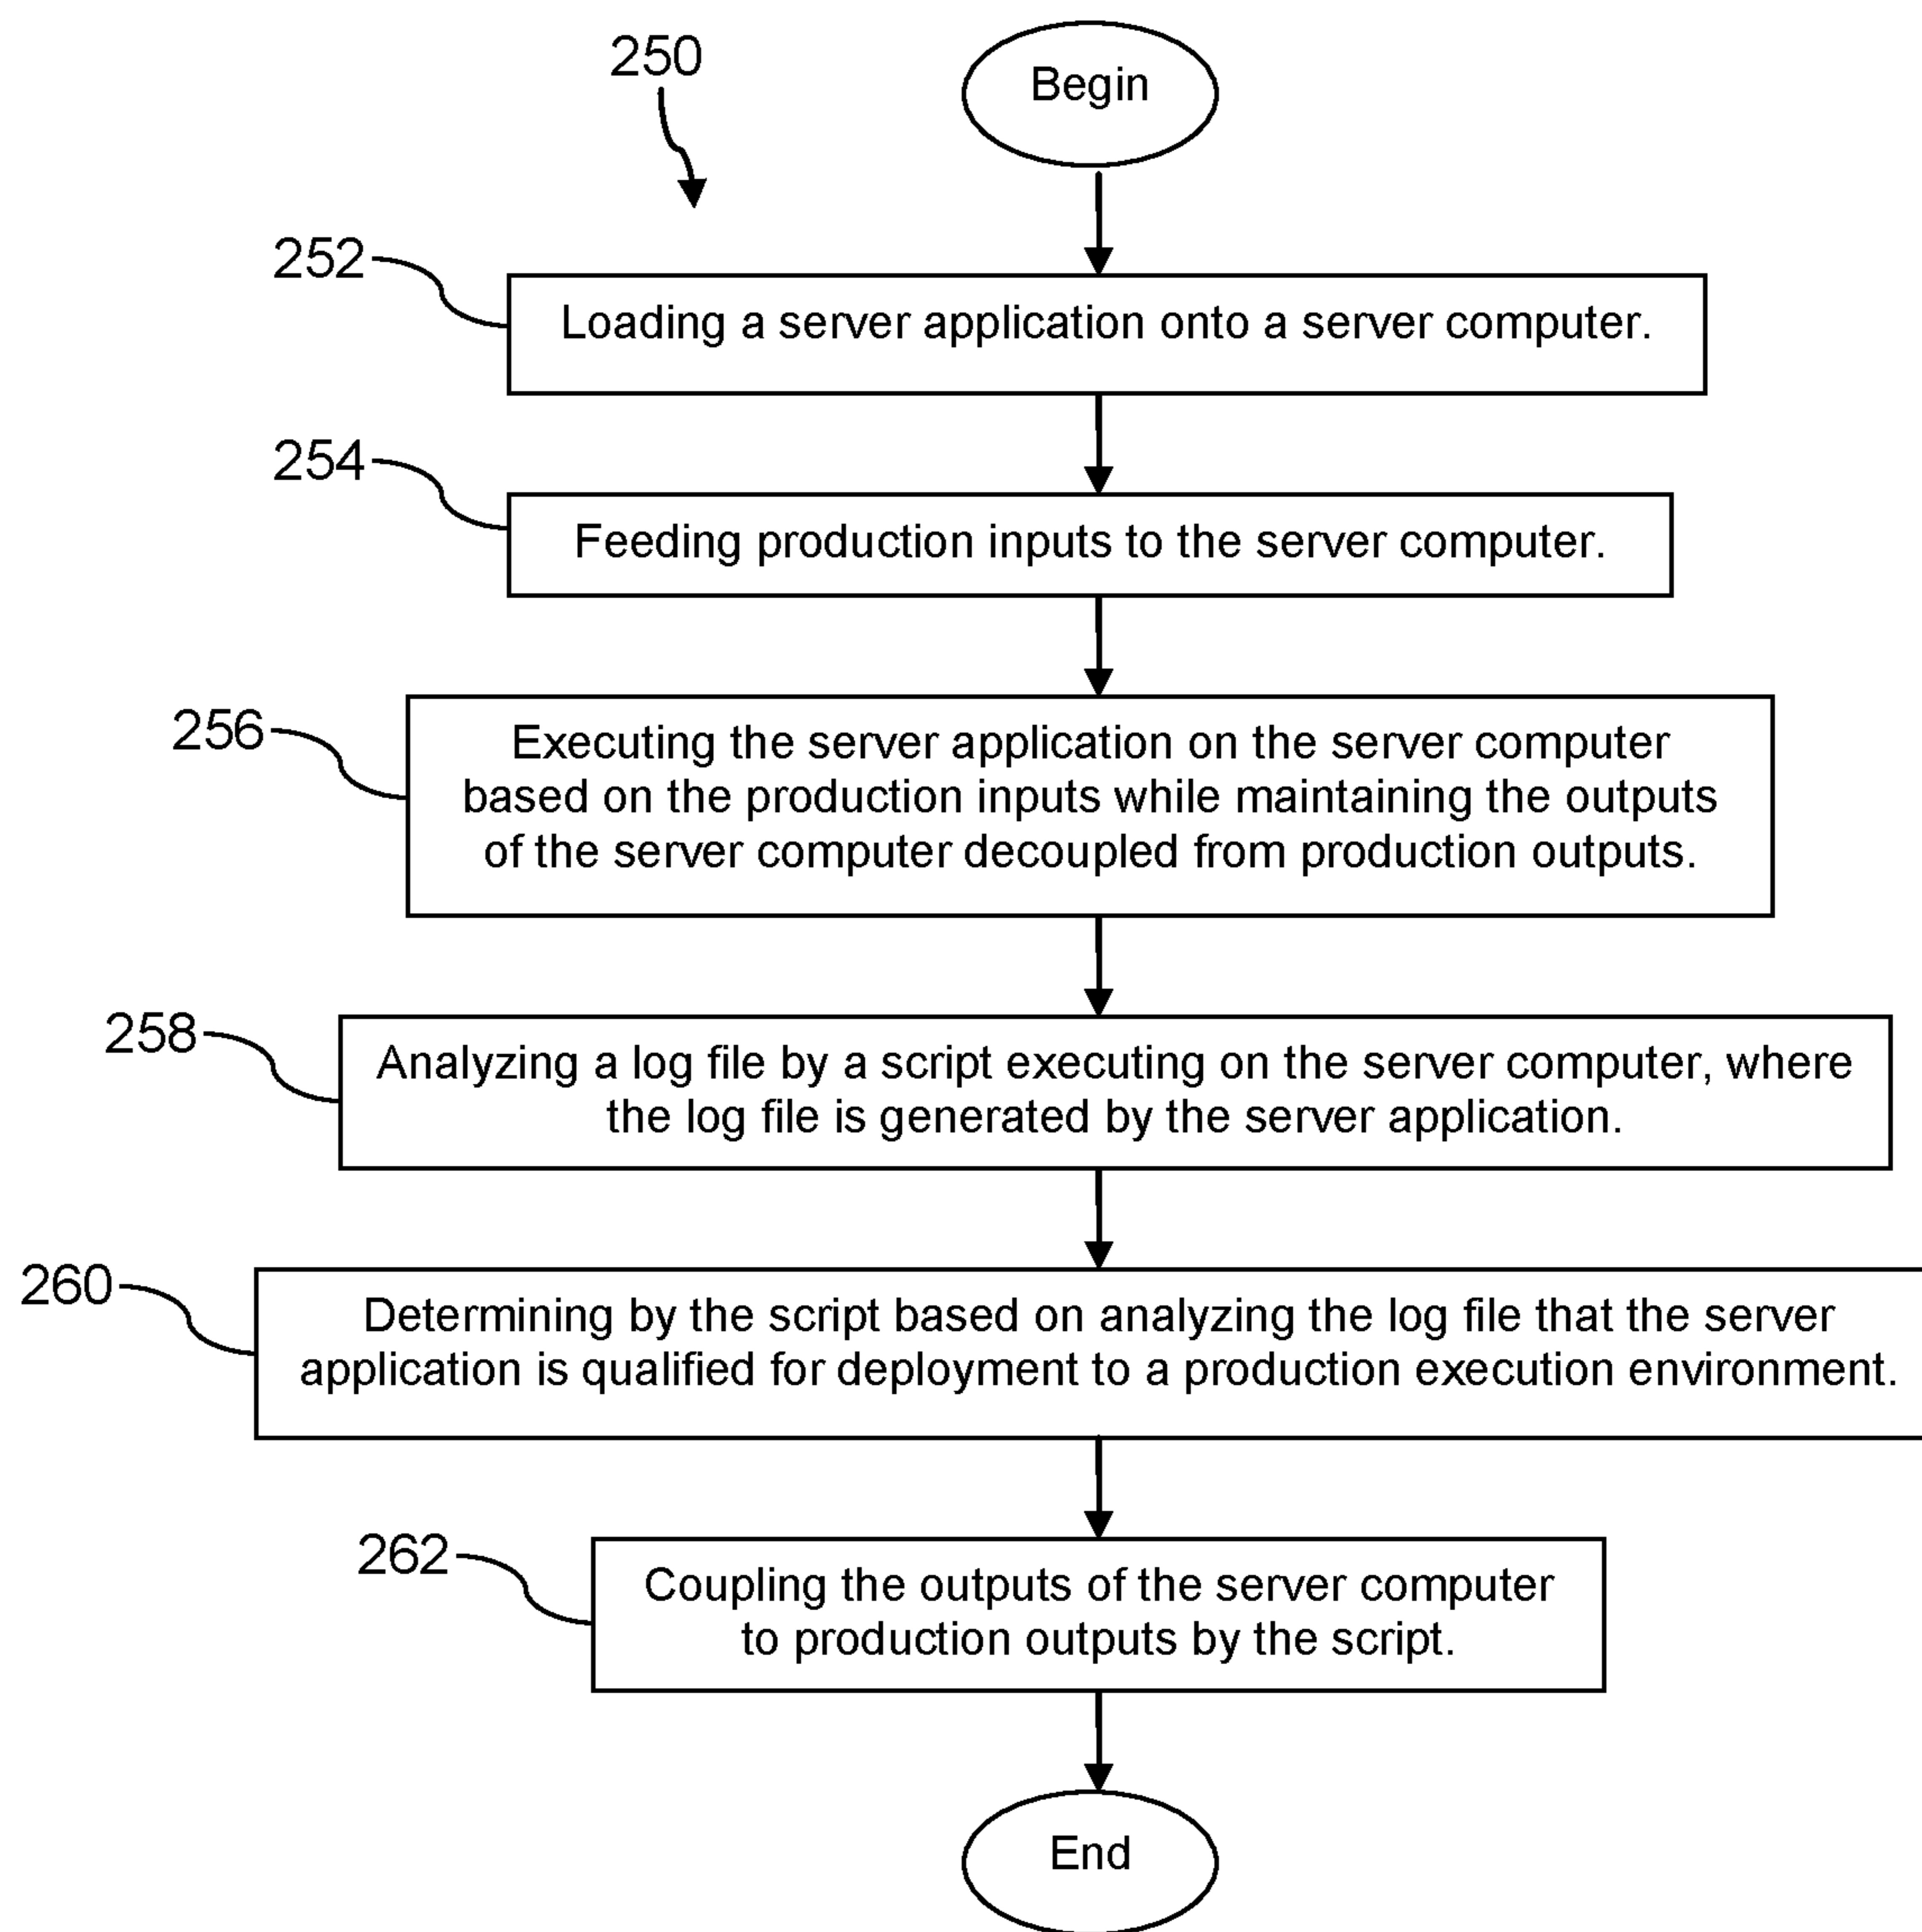 250
Begin
252
Loading a server application onto a server computer.
254
Feeding production inputs to the server computer.
256
Executing the server application on the server computer
based on the production inputs while maintaining the outputs
of the server computer decoupled from production outputs.
258
Analyzing a log file by a script executing on the server computer, where
the log file is generated by the server application.
260
Determining by the script based on analyzing the log file that the server
application is qualified for deployment to a production execution environment.
262
Coupling the outputs of the server computer
to production outputs by the script.
End